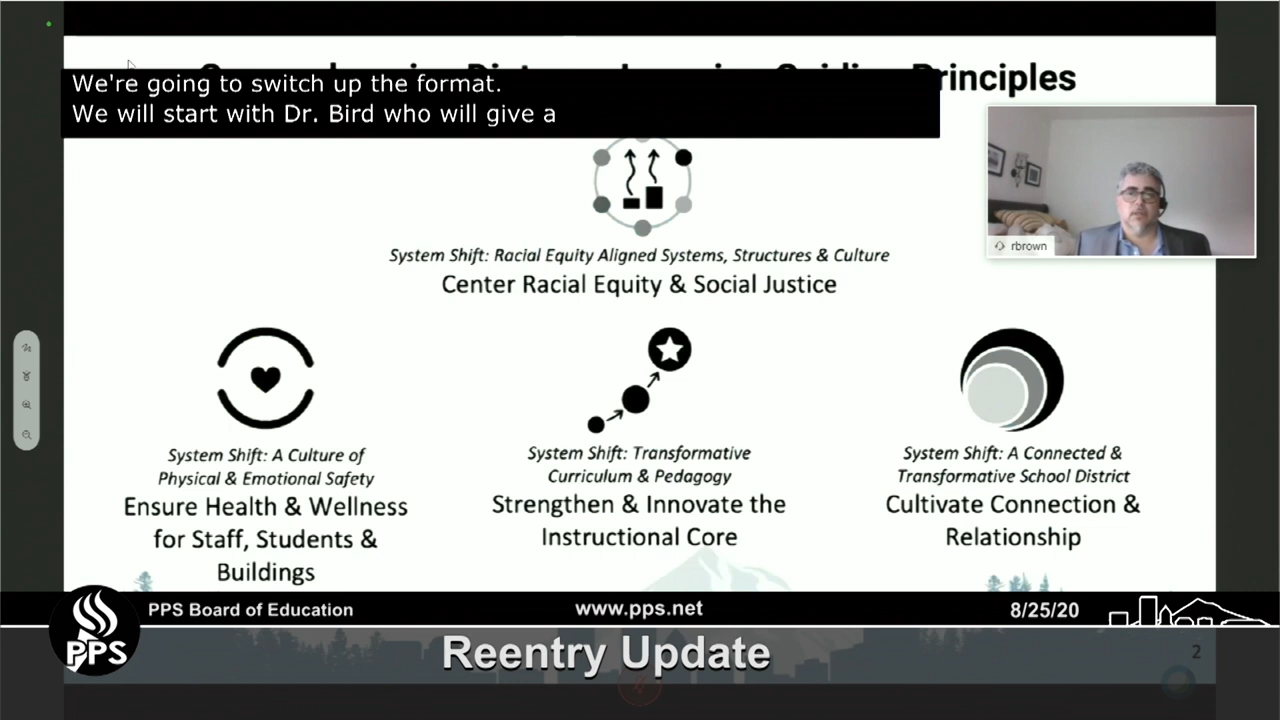 Principles
We're going to switch up the format.
We will start with Dr. Bird who will give a
rbrown
System Shift: Racial Equity Aligned Systems, Structures & Culture
Center Racial Equity & Social Justice
System Shift: A Culture of
Physical & Emotional Safety
Ensure Health & Wellness
for Staff, Students &
Buildings
System Shift: Transformative
Curriculum & Pedagogy
Strengthen & Innovate the
Instructional Core
System Shift: A Connected &
Transformative School District
Cultivate Connection &
Relationship
PPS Board of Education
www.pps.net
8/25/20
PPS
Reentry Update
2